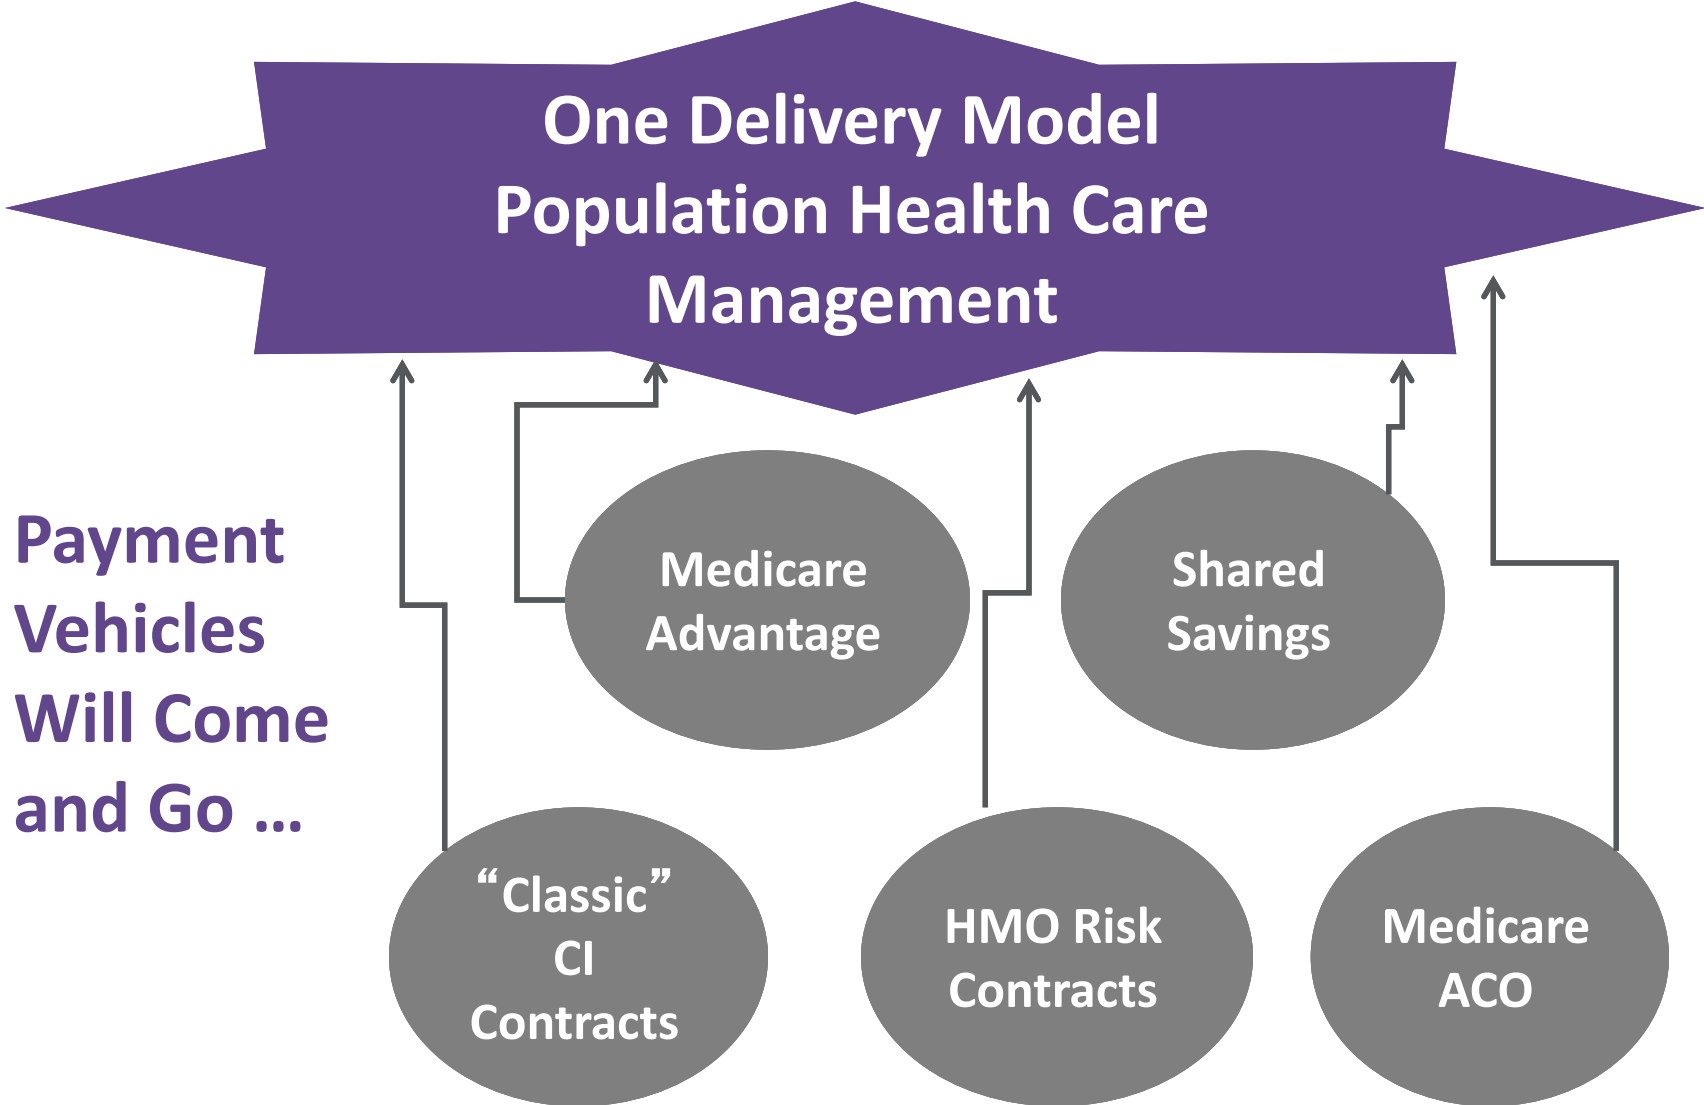 One Delivery Model
Population Health Care
Management
Payment
Vehicles
Will Come
and Go ...
Medicare
Advantage
Shared
Savings
“Classic”
CI
Contracts
HMO Risk
Contracts
Medicare
ACO